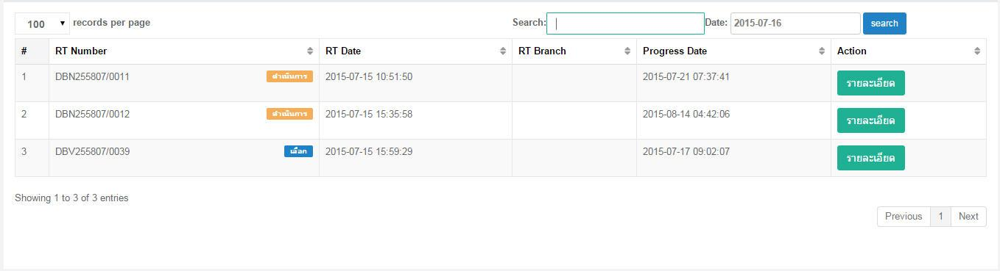 100 records per page Search: Date: 2015-07-16 search
# RT Number RT Date RT Branch Progress Date Action
1 DBN255807/0011 ดำเนินการ 2015-07-15 10:51:50 2015-07-21 07:37:41 รายละเอียด
2 DBN255807/0012 ดำเนินการ 2015-07-15 15:35:58 2015-08-14 04:42:06 รายละเอียด
3 DBV255807/0039 เลือก 2015-07-15 15:59:29 2015-07-17 09:02:07 รายละเอียด
Showing 1 to 3 of 3 entries
Previous 1 Next